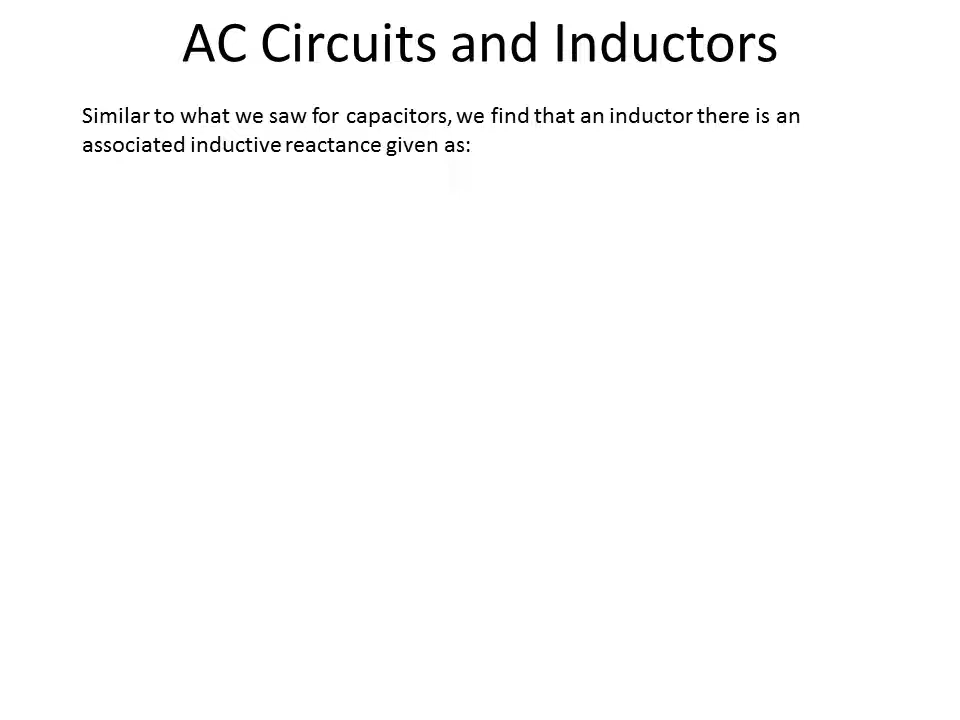 AC Circuits and Inductors
Similar to what we saw for capacitors, we find that an inductor there is an
associated inductive reactance given as: